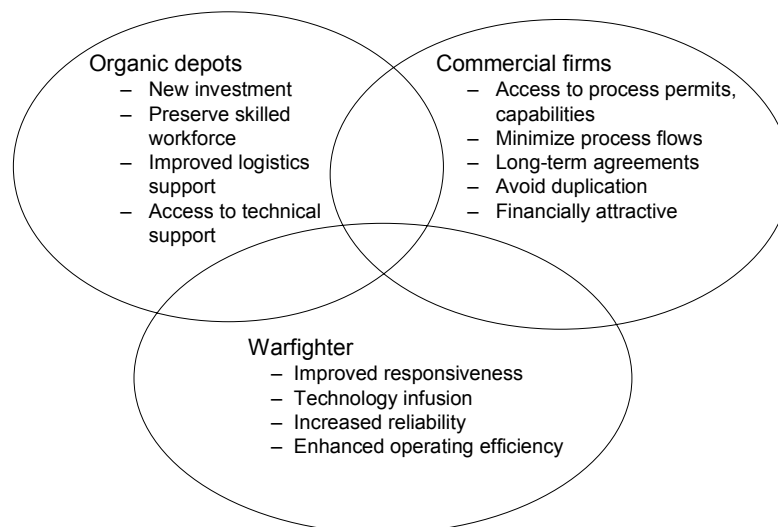 Organic depots
– New investment
– Preserve skilled
workforce
– Improved logistics
support
– Access to technical
support
Commercial firms
– Access to process permits,
capabilities
– Minimize process flows
– Long-term agreements
– Avoid duplication
– Financially attractive
Warfighter
– Improved responsiveness
– Technology infusion
– Increased reliability
– Enhanced operating efficiency